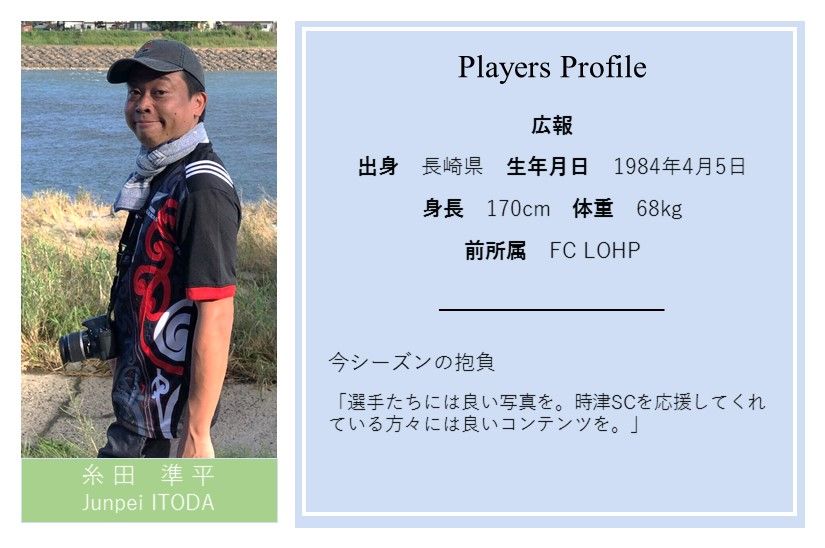 Players Profile
広報
出身　長崎県　生年月日　1984年4月5日
身長　170cm　体重　68kg
前所属　FC LOHP
今シーズンの抱負
「選手たちには良い写真を。時津SCを応援してくれ
ている方々には良いコンテンツを。」
糸 田　準 平
Junpei ITODA